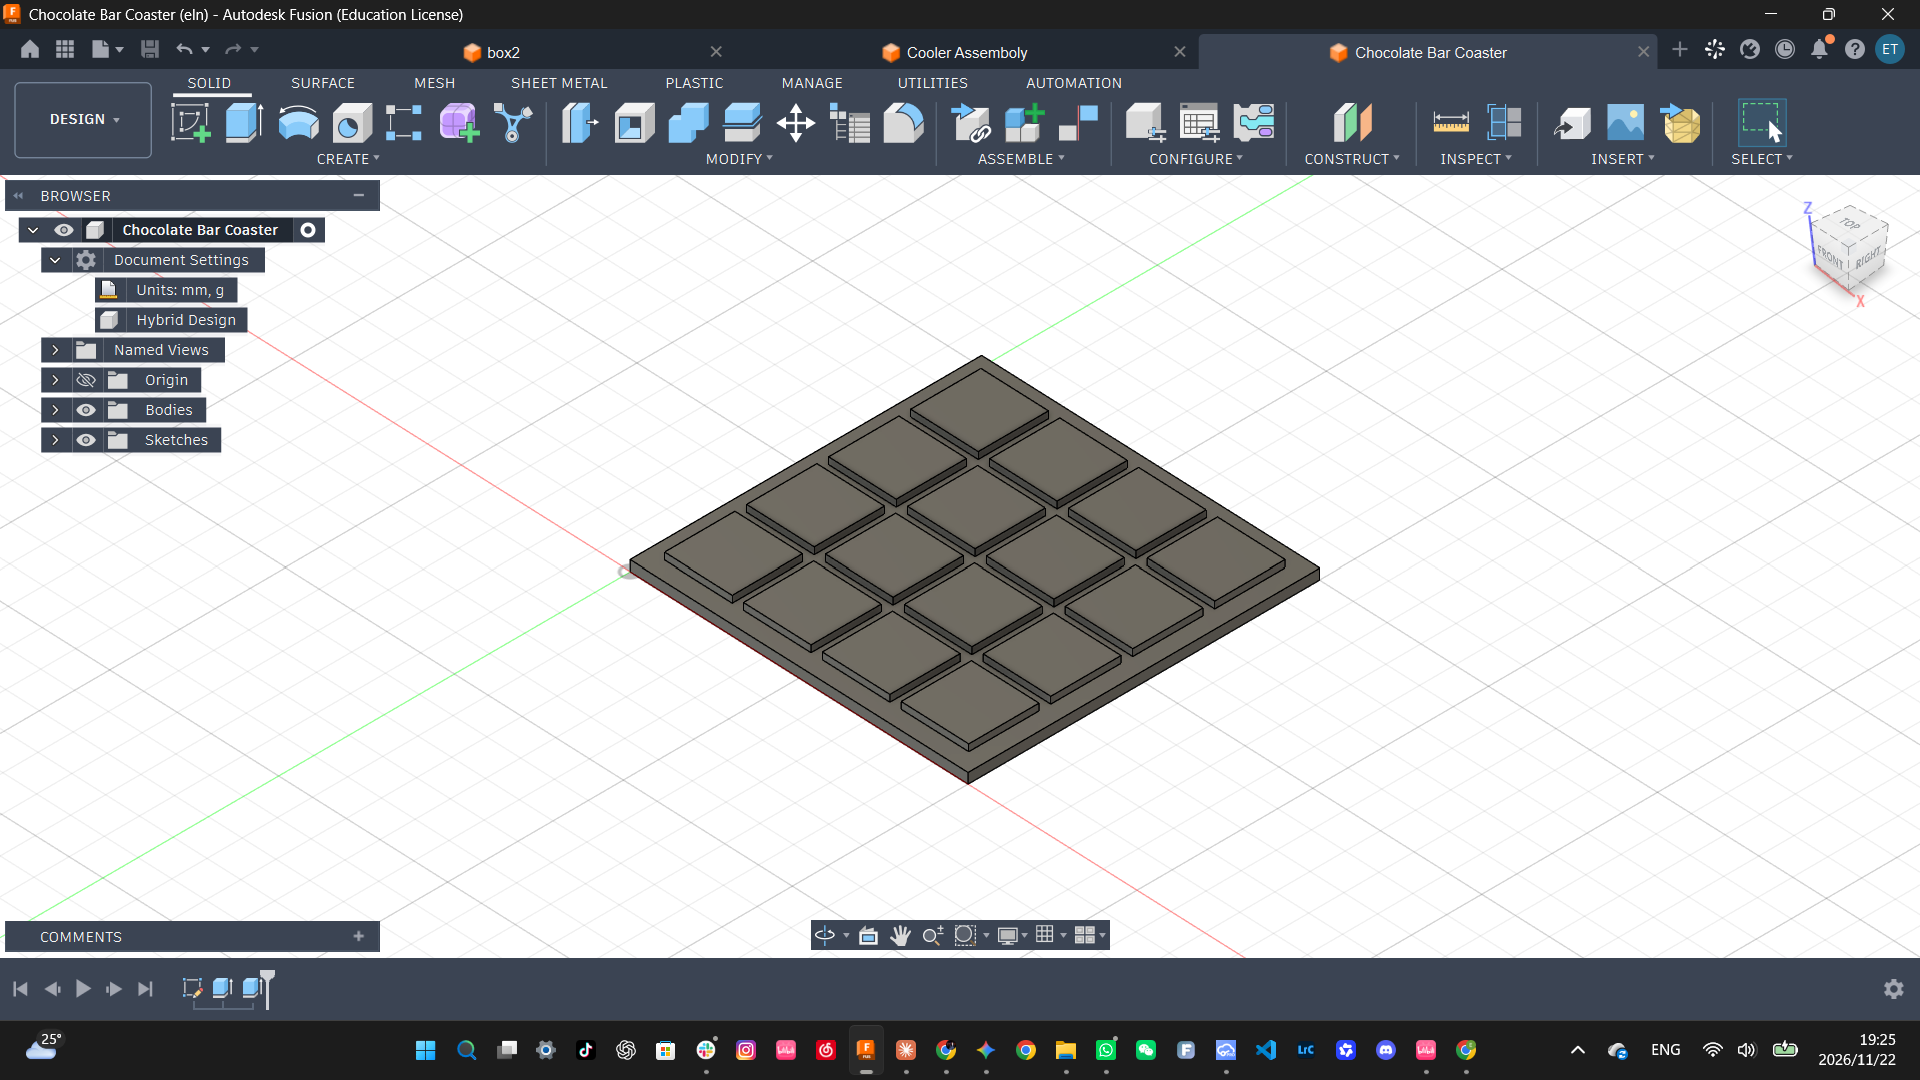 Chocolate Bar Coaster (eln) - Autodesk Fusion (Education License)
box2
Cooler Assemboly
Chocolate Bar Coaster
ET
DESIGN
SOLID
SURFACE
MESH
SHEET METAL
PLASTIC
MANAGE
UTILITIES
AUTOMATION
CREATE
MODIFY
ASSEMBLE
CONFIGURE
CONSTRUCT
INSPECT
INSERT
SELECT
BROWSER
Chocolate Bar Coaster
Document Settings
Units: mm, g
Hybrid Design
Named Views
Origin
Bodies
Sketches
Z
TOP
FRONT
RIGHT
X
COMMENTS
25°
LrC
ENG
19:25
2026/11/22